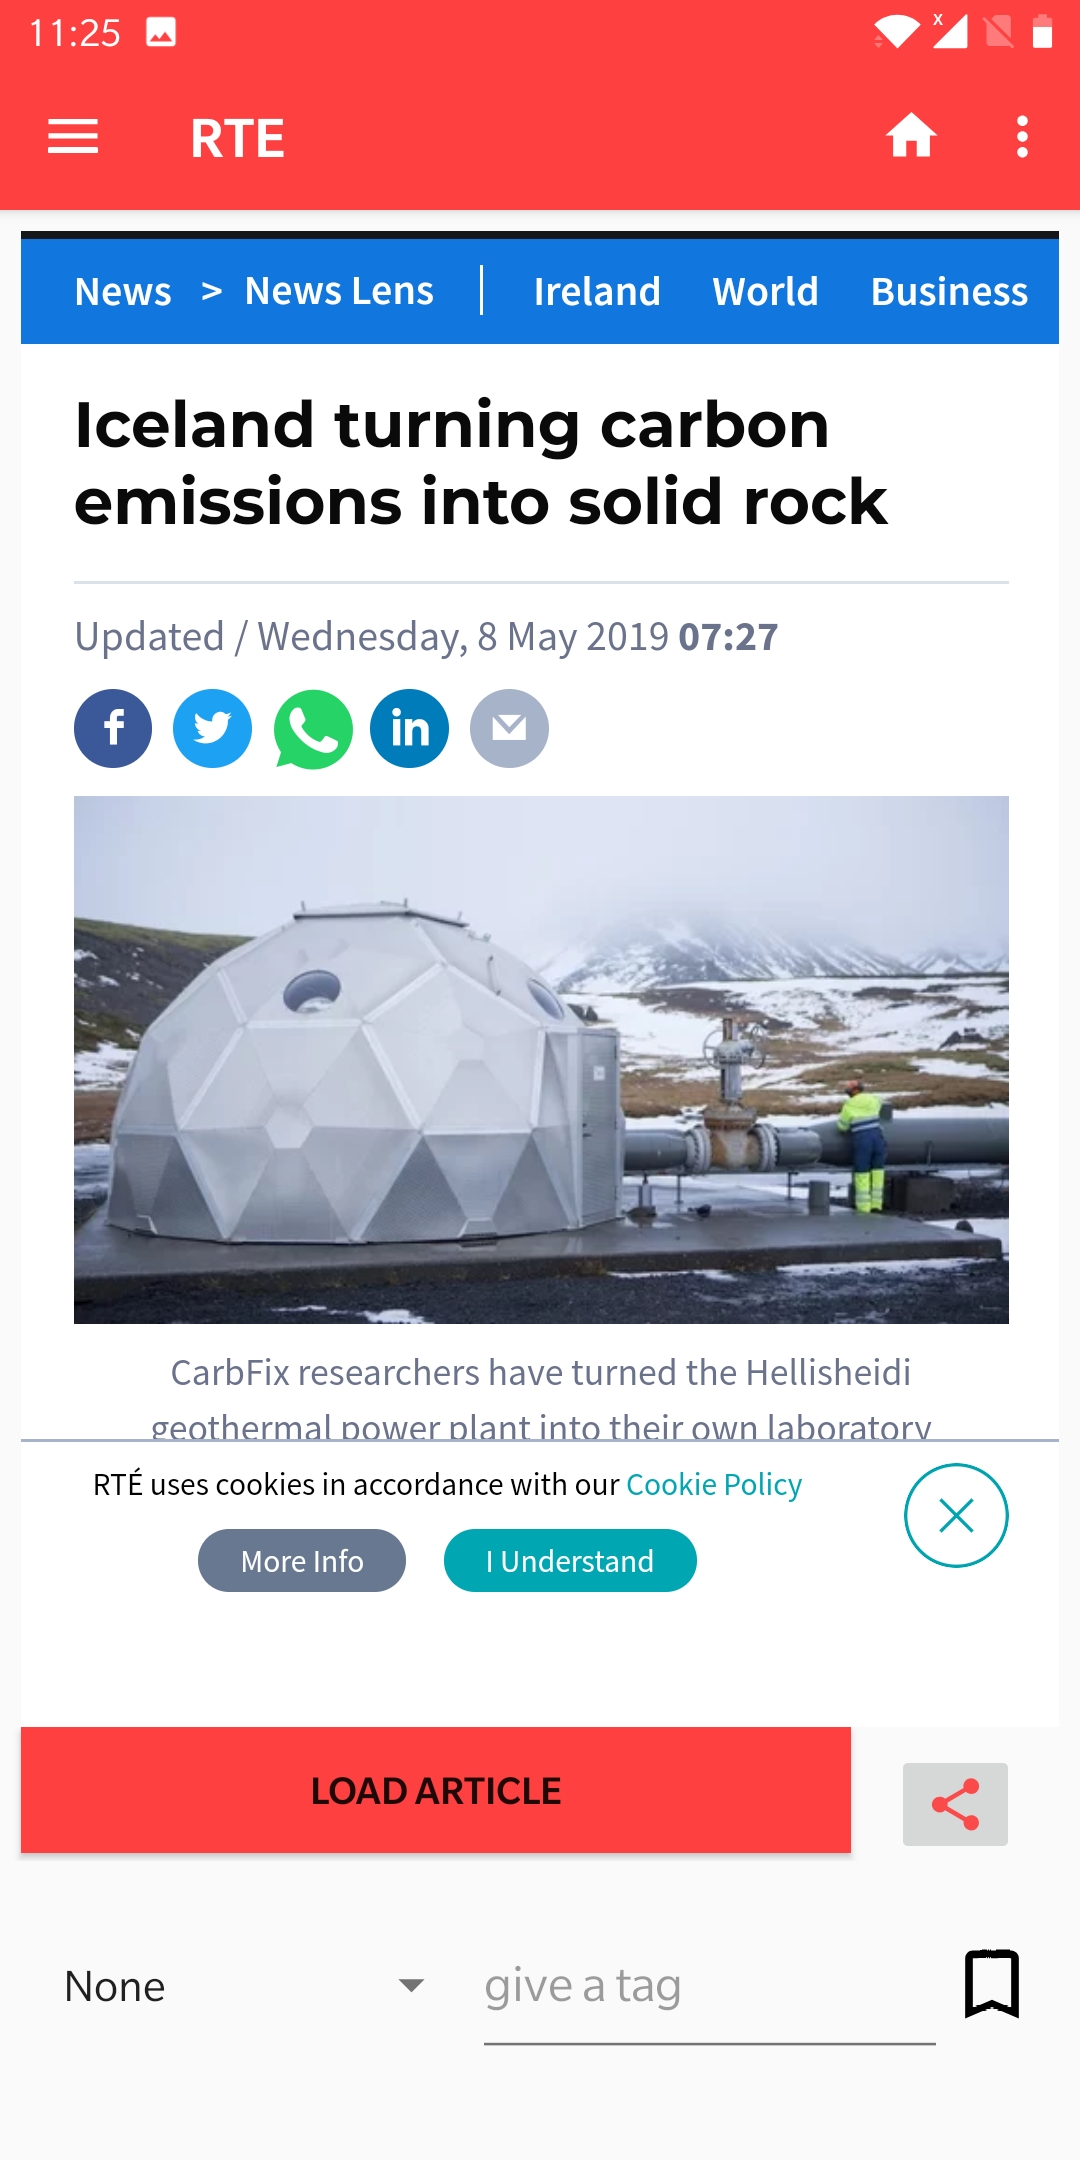 11:25
RTE
News > News Lens | Ireland World Business
Iceland turning carbon
emissions into solid rock
Updated / Wednesday, 8 May 2019 07:27
CarbFix researchers have turned the Hellisheidi
geothermal power plant into their own laboratory
RTÉ uses cookies in accordance with our Cookie Policy
More Info
I Understand
LOAD ARTICLE
None
give a tag